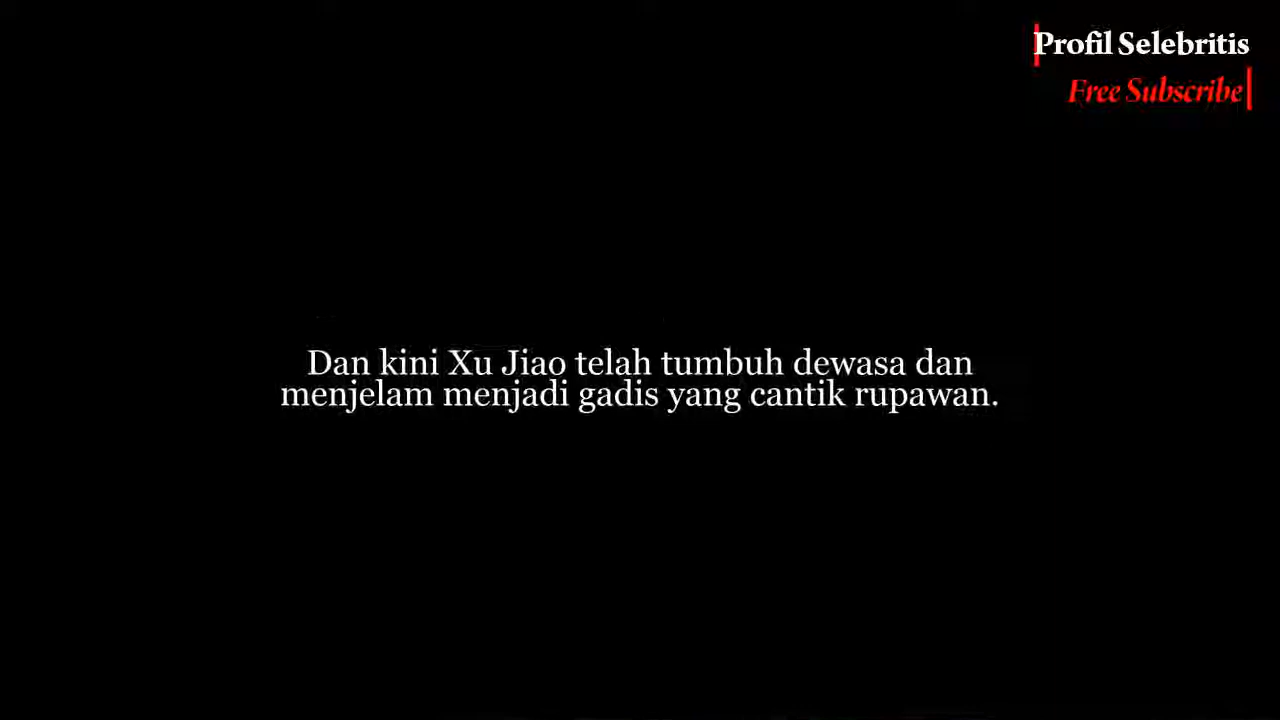 Profil Selebritis
Free Subscribe
Dan kini Xu Jiao telah tumbuh dewasa dan
menjelam menjadi gadis yang cantik rupawan.